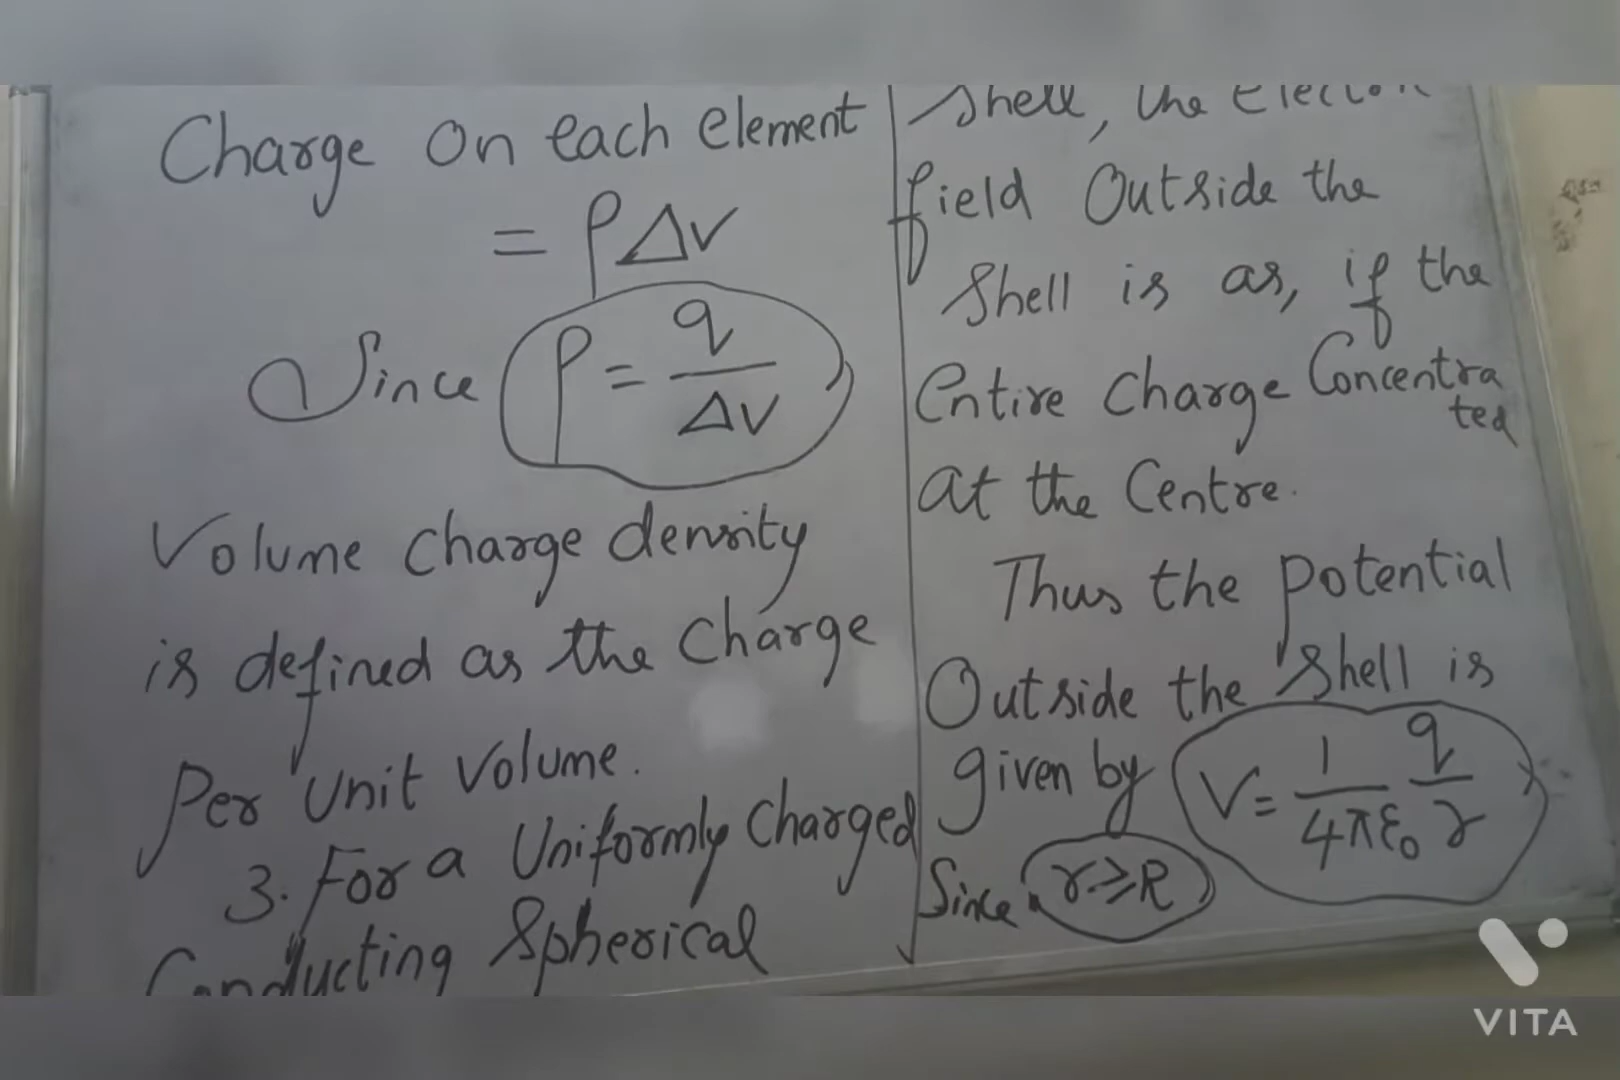 Charge on each element
= ρΔv
Since ρ = q/Δv
Volume charge density
is defined as the charge
Per Unit Volume.
3. For a Uniformly Charged
Conducting Spherical
Shell, the Electric
field Outside the
Shell is as, if the
Entire Charge Concentra
ted
at the Centre.
Thus the potential
Outside the Shell is
given by V = 1/4πε₀ q/r
Since r ≥ R
VITA